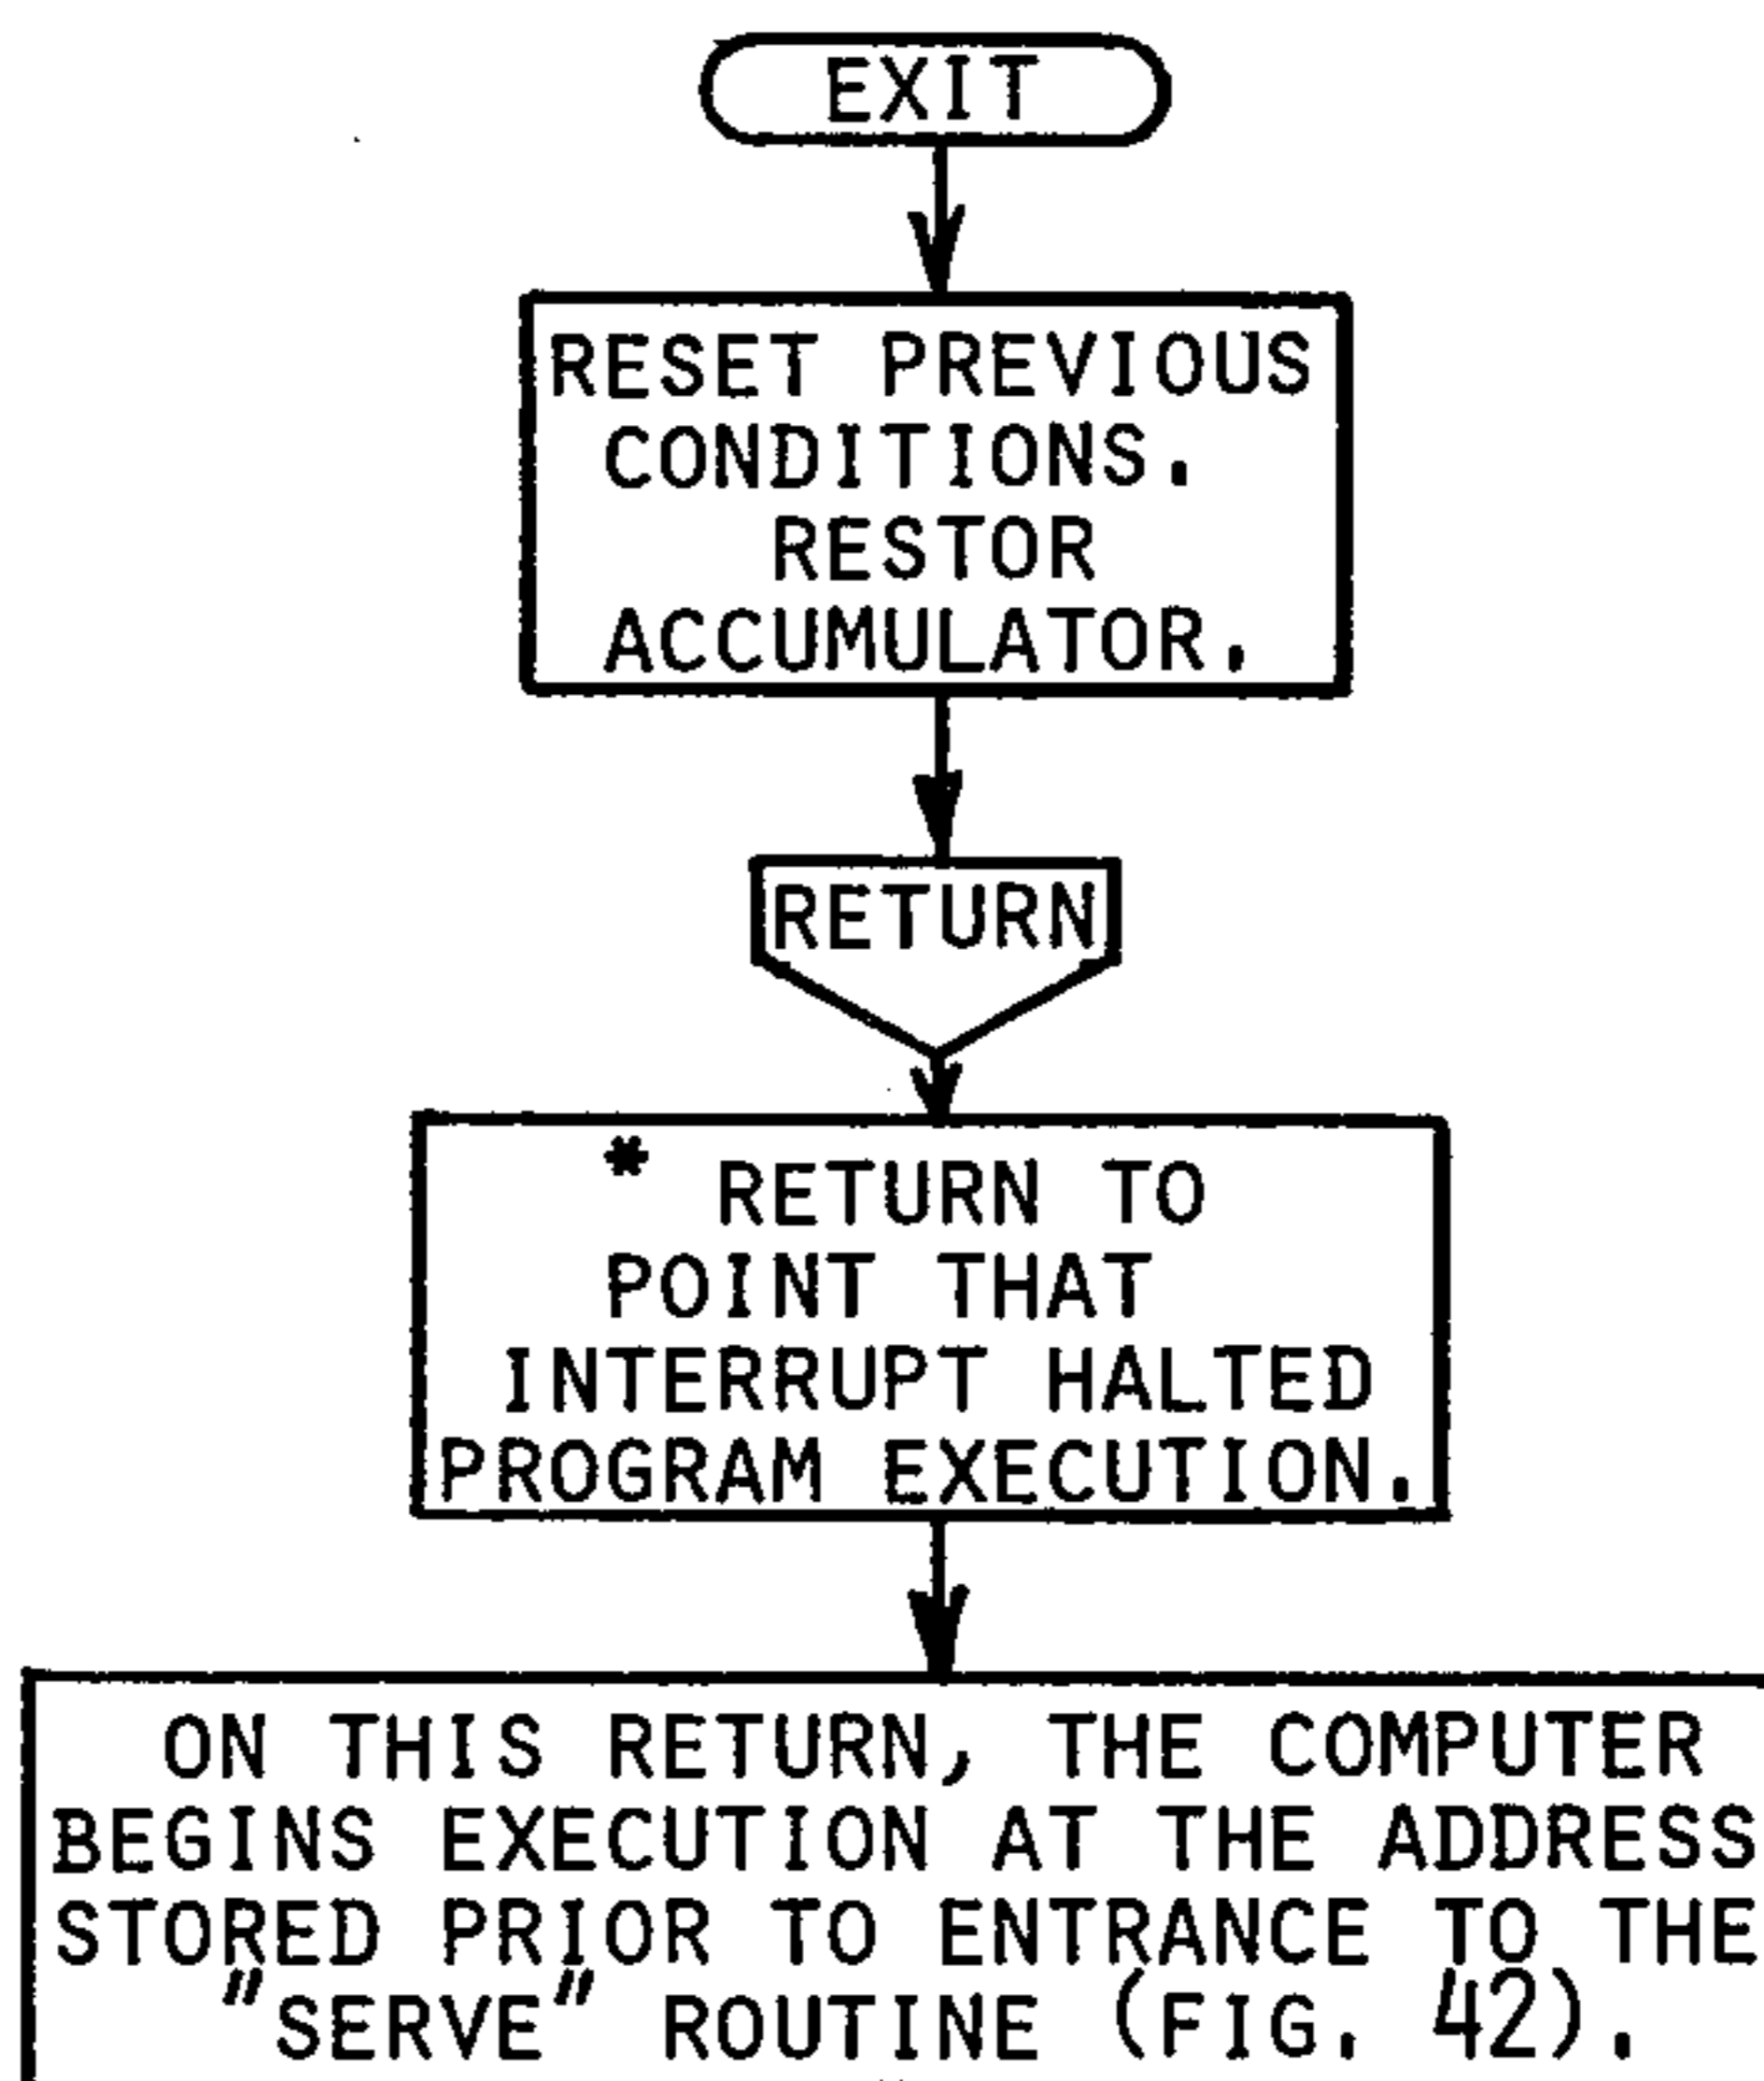 EXIT
RESET PREVIOUS
CONDITIONS.
RESTOR
ACCUMULATOR.
RETURN
* RETURN TO
POINT THAT
INTERRUPT HALTED
PROGRAM EXECUTION.
ON THIS RETURN, THE COMPUTER
BEGINS EXECUTION AT THE ADDRESS
STORED PRIOR TO ENTRANCE TO THE
"SERVE" ROUTINE (FIG. 42).